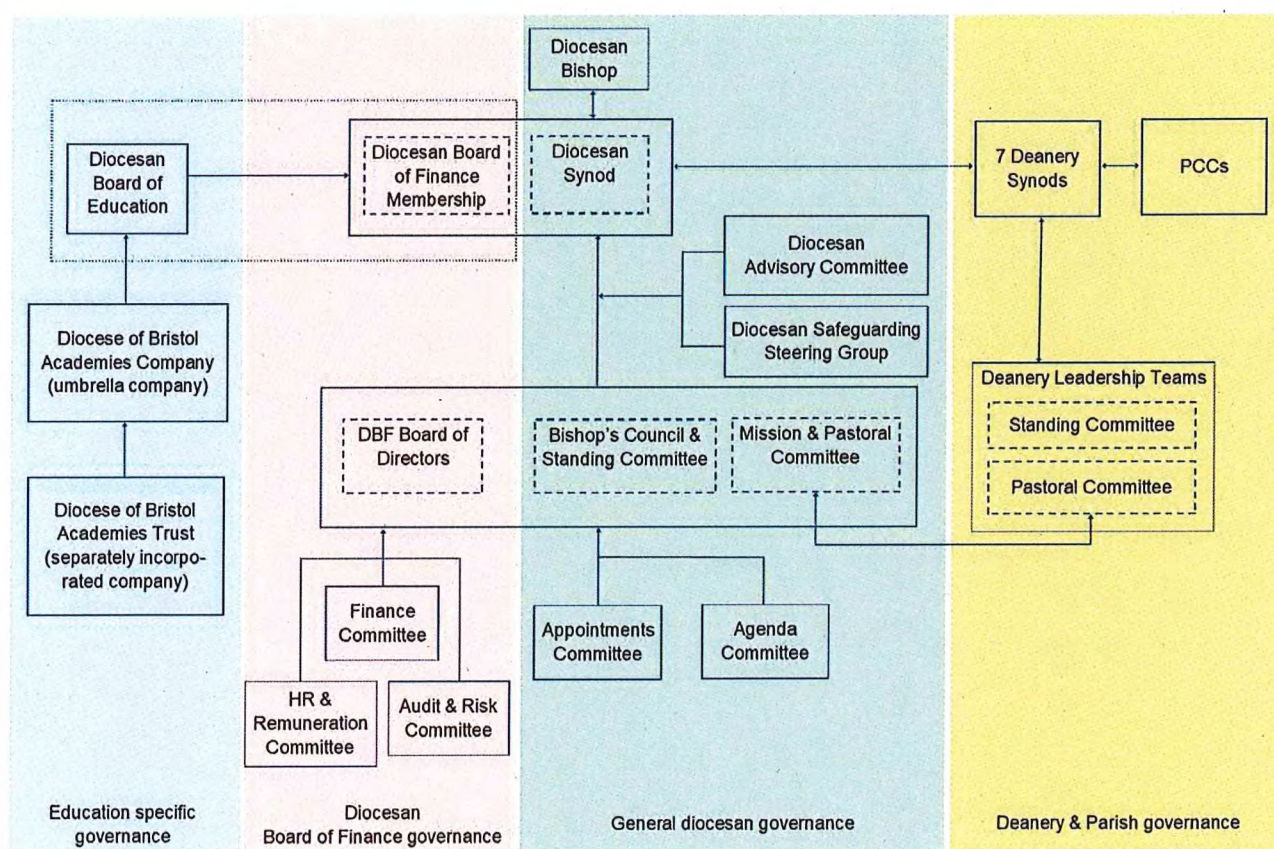 Diocesan
Bishop
Diocesan
Board of
Education
Diocesan Board
of Finance
Membership
Diocesan
Synod
7 Deanery
Synods
PCCs
Diocesan
Advisory Committee
Diocesan Safeguarding
Steering Group
Diocese of Bristol
Academies Company
(umbrella company)
Deanery Leadership Teams
Standing Committee
Pastoral Committee
DBF Board of
Directors
Bishop's Council &
Standing Committee
Mission & Pastoral
Committee
Diocese of Bristol
Academies Trust
(separately incorpo-
rated company)
Finance
Committee
Appointments
Committee
Agenda
Committee
HR &
Remuneration
Committee
Audit & Risk
Committee
Education specific
governance
Diocesan
Board of Finance governance
General diocesan governance
Deanery & Parish governance